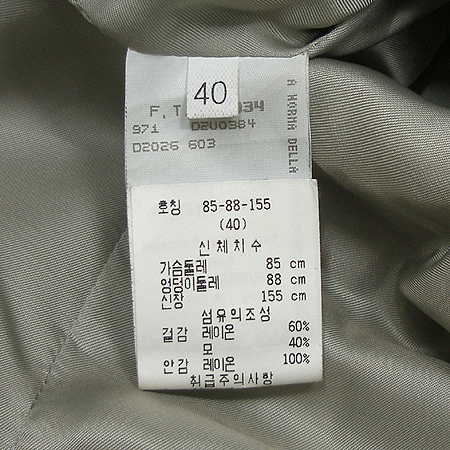 40
F.T. 034
971 D2U0384
D2026 603
A NORMA DELLA
호칭 85-88-155
(40)
신체치수
가슴둘레 85 cm
엉덩이둘레 88 cm
신장 155 cm
섬유의조성
겉감 레이온 60%
모 40%
안감 레이온 100%
취급주의사항